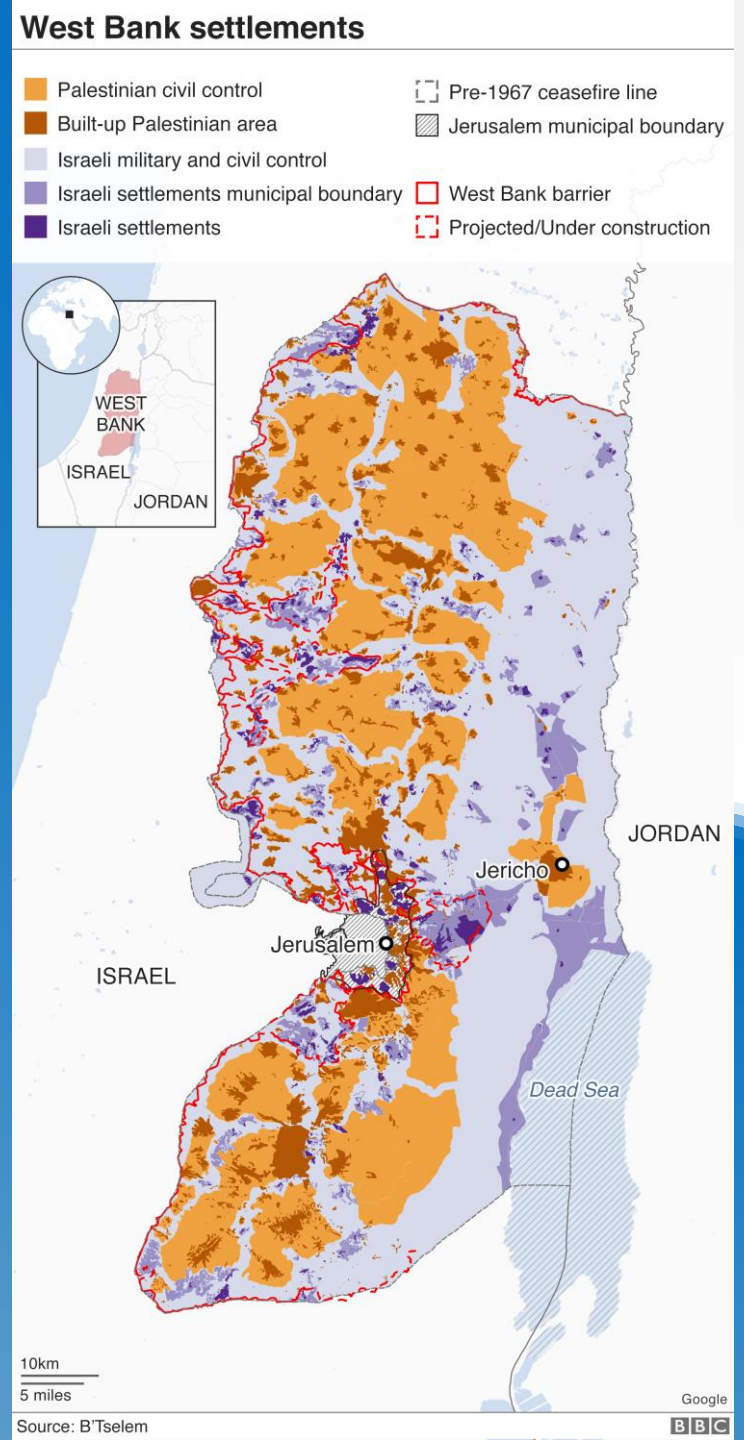 West Bank settlements
Palestinian civil control
Built-up Palestinian area
Israeli military and civil control
Israeli settlements municipal boundary
Israeli settlements
Pre-1967 ceasefire line
Jerusalem municipal boundary
West Bank barrier
Projected/Under construction
WEST
BANK
ISRAEL
JORDAN
JORDAN
Jericho
Jerusalem
ISRAEL
Dead Sea
10km
5 miles
Google
Source: B'Tselem
BBC